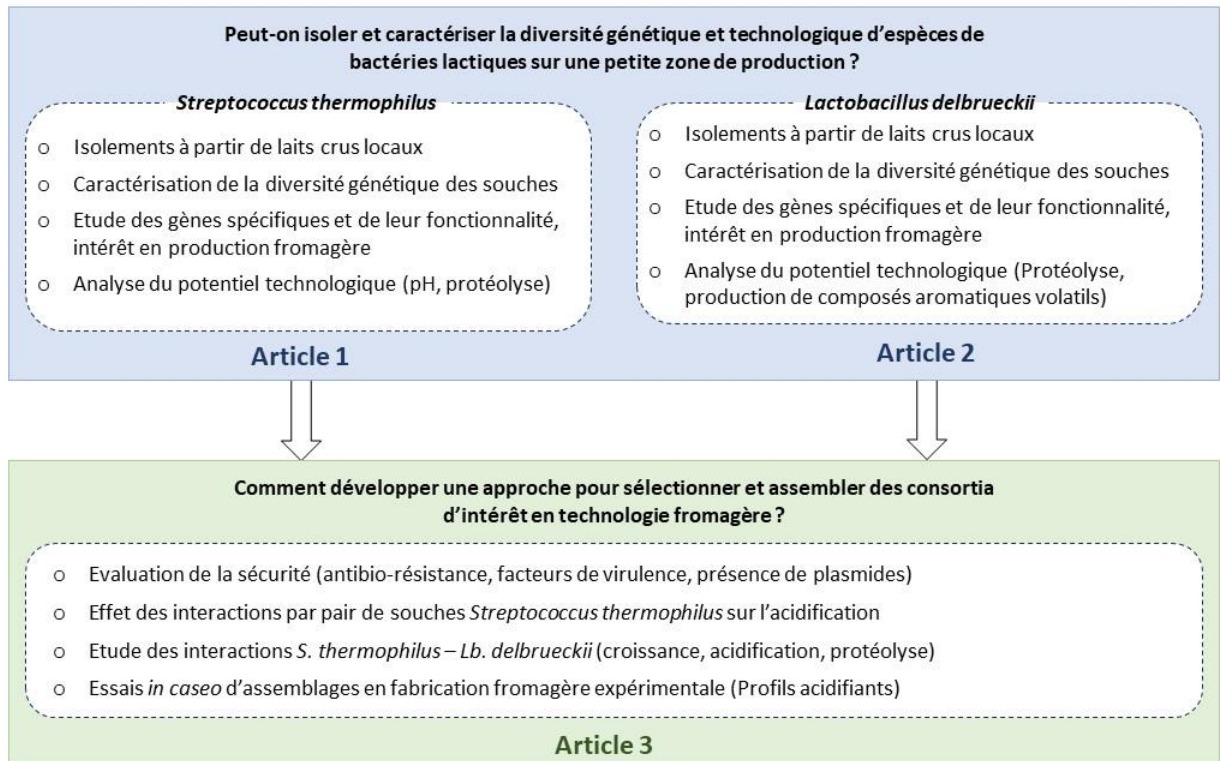 Peut-on isoler et caractériser la diversité génétique et technologique d'espèces de
bactéries lactiques sur une petite zone de production ?
Streptococcus thermophilus
o Isolements à partir de laits crus locaux
o Caractérisation de la diversité génétique des souches
o Etude des gènes spécifiques et de leur fonctionnalité,
intérêt en production fromagère
o Analyse du potentiel technologique (pH, protéolyse)
Article 1
Lactobacillus delbrueckii
o Isolements à partir de laits crus locaux
o Caractérisation de la diversité génétique des souches
o Etude des gènes spécifiques et de leur fonctionnalité,
intérêt en production fromagère
o Analyse du potentiel technologique (Protéolyse,
production de composés aromatiques volatils)
Article 2
Comment développer une approche pour sélectionner et assembler des consortia
d'intérêt en technologie fromagère ?
o Evaluation de la sécurité (antibio-résistance, facteurs de virulence, présence de plasmides)
o Effet des interactions par pair de souches Streptococcus thermophilus sur l'acidification
o Etude des interactions S. thermophilus – Lb. delbrueckii (croissance, acidification, protéolyse)
o Essais in caseo d'assemblages en fabrication fromagère expérimentale (Profils acidifiants)
Article 3